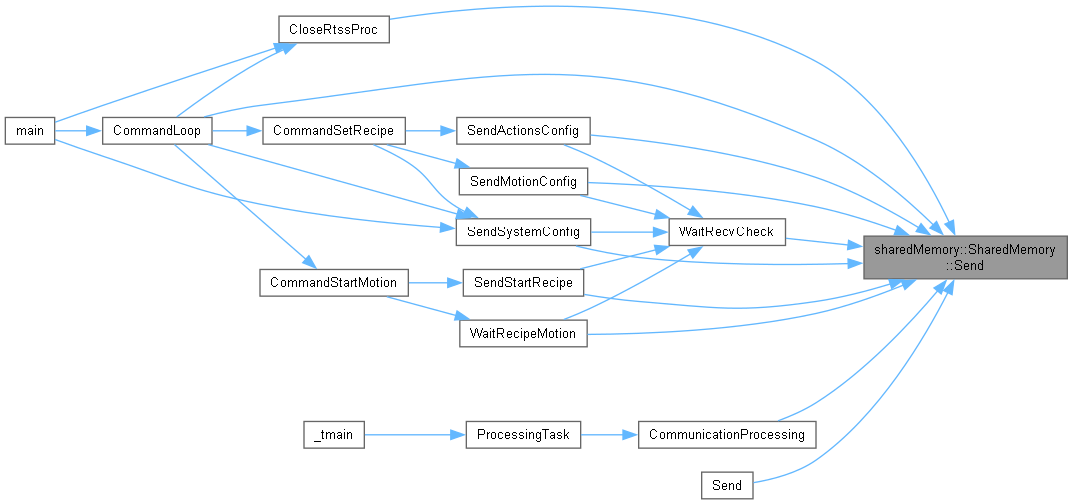 CloseRtssProc
main
CommandLoop
CommandSetRecipe
SendActionsConfig
SendMotionConfig
SendSystemConfig
WaitRecvCheck
sharedMemory::SharedMemory
::Send
CommandStartMotion
SendStartRecipe
WaitRecipeMotion
_tmain
ProcessingTask
CommunicationProcessing
Send